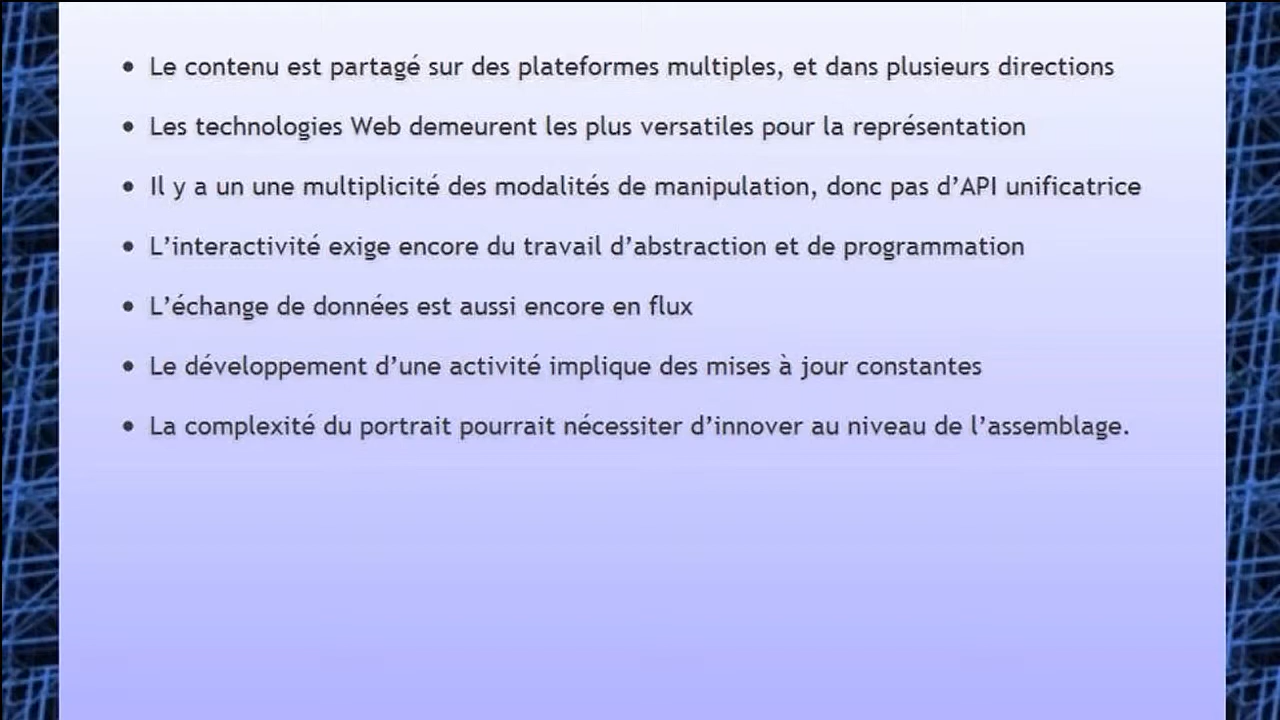 • Le contenu est partagé sur des plateformes multiples, et dans plusieurs directions
• Les technologies Web demeurent les plus versatiles pour la représentation
• Il y a un une multiplicité des modalités de manipulation, donc pas d’API unificatrice
• L’interactivité exige encore du travail d’abstraction et de programmation
• L’échange de données est aussi encore en flux
• Le développement d’une activité implique des mises à jour constantes
• La complexité du portrait pourrait nécessiter d’innover au niveau de l’assemblage.